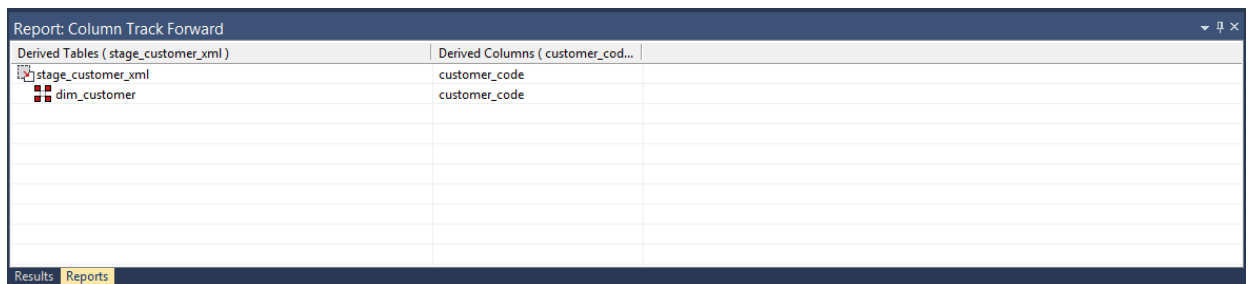 Report: Column Track Forward
Derived Tables ( stage_customer_xml ) Derived Columns ( customer_cod...
stage_customer_xml customer_code
dim_customer customer_code
Results Reports